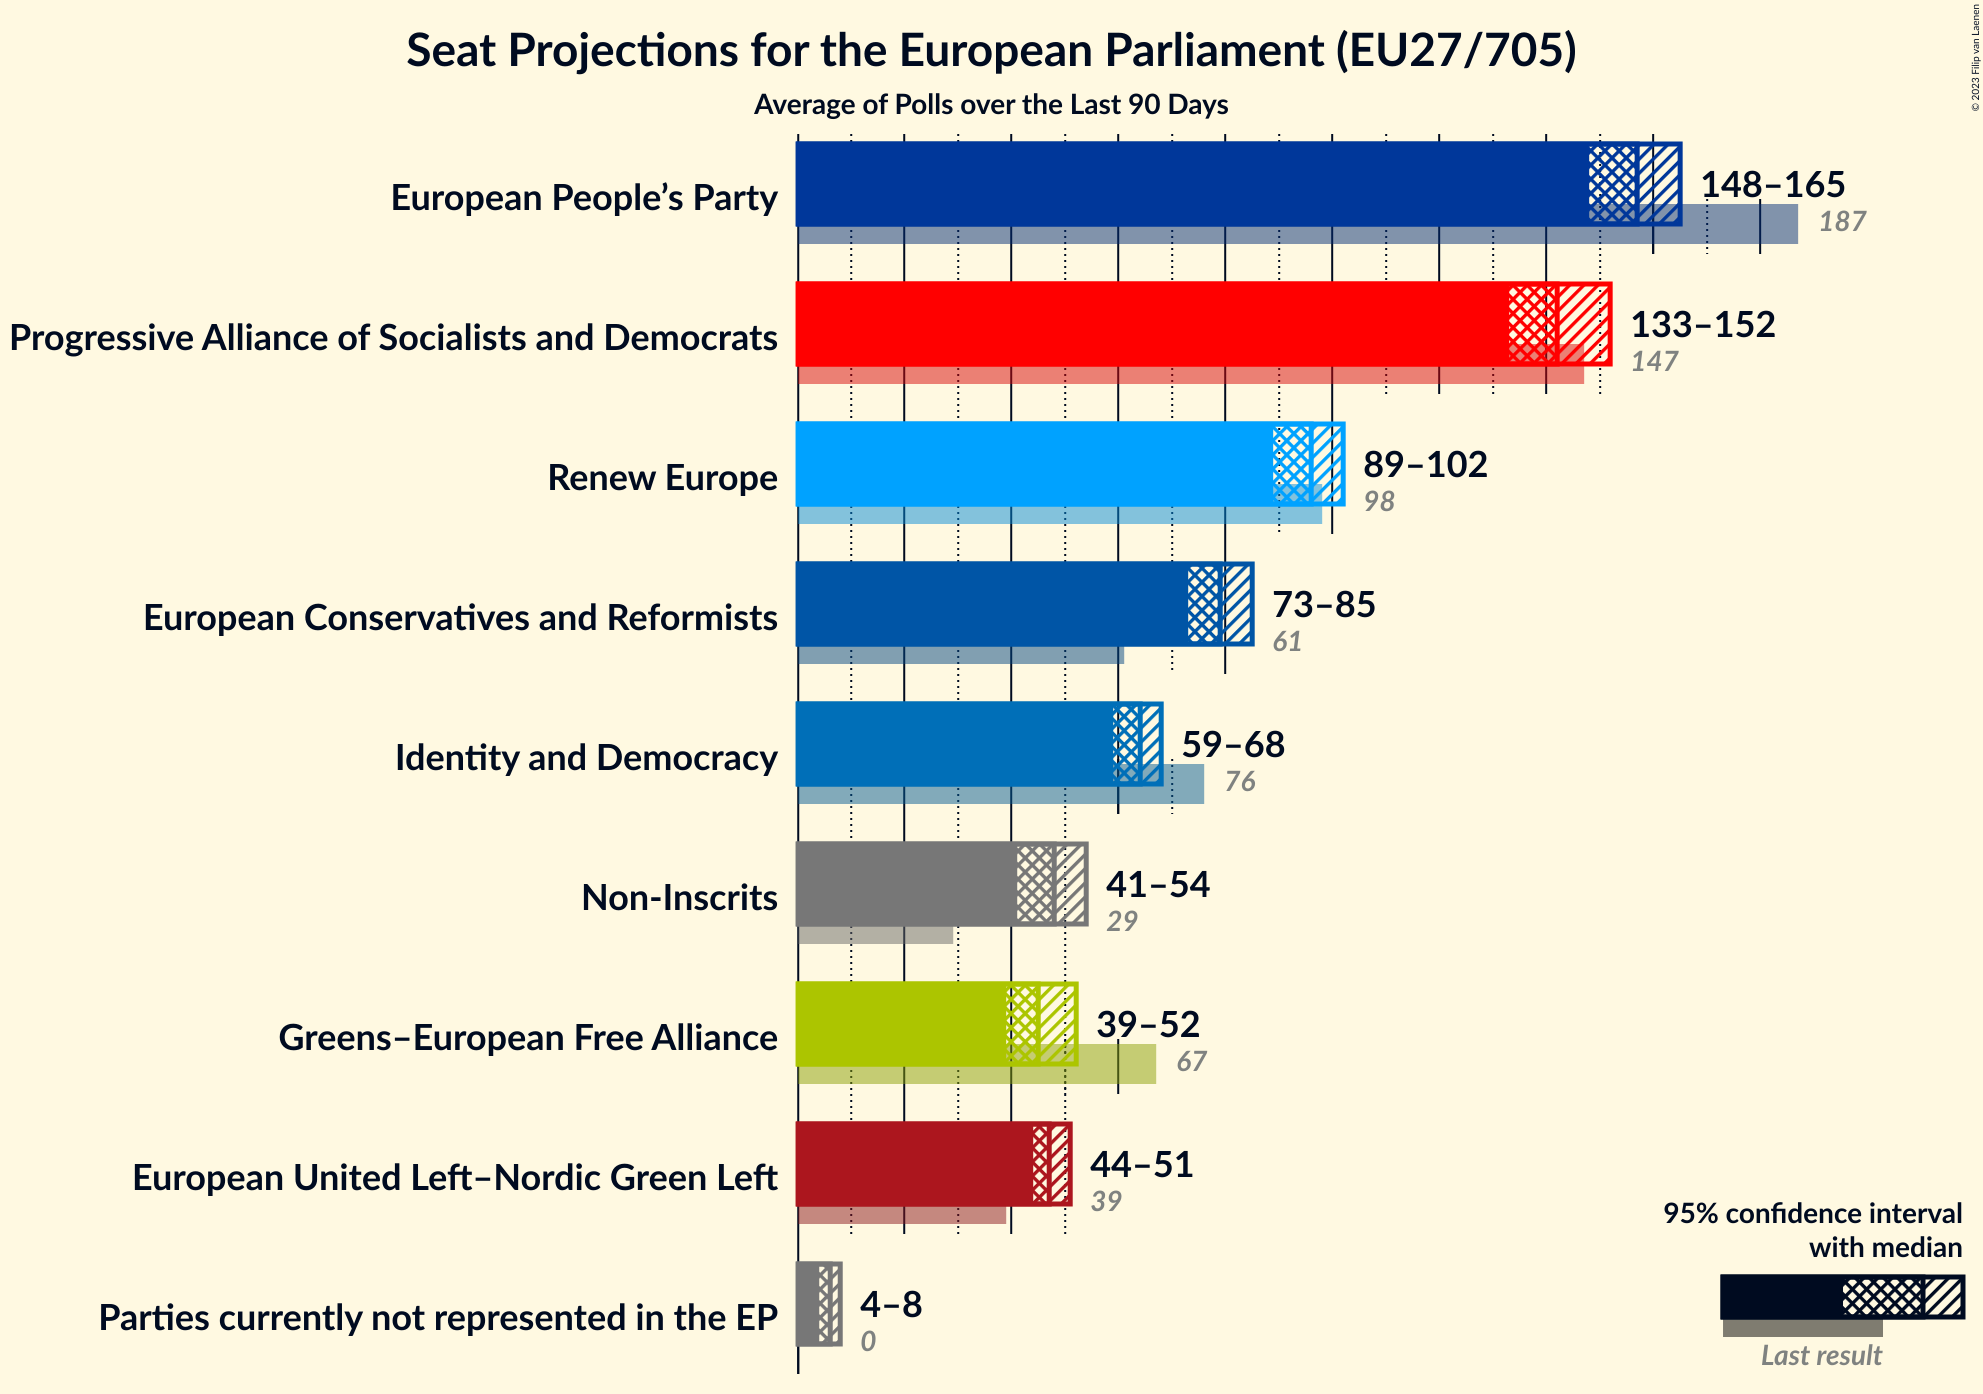 Seat Projections for the European Parliament (EU27/705)
Average of Polls over the Last 90 Days
© 2023 Filip van Laenen
European People’s Party
148–165
187
Progressive Alliance of Socialists and Democrats
133–152
147
Renew Europe
89–102
98
European Conservatives and Reformists
73–85
61
Identity and Democracy
59–68
76
Non-Inscrits
41–54
29
Greens–European Free Alliance
39–52
67
European United Left–Nordic Green Left
44–51
39
Parties currently not represented in the EP
4–8
0
95% confidence interval
with median
Last result